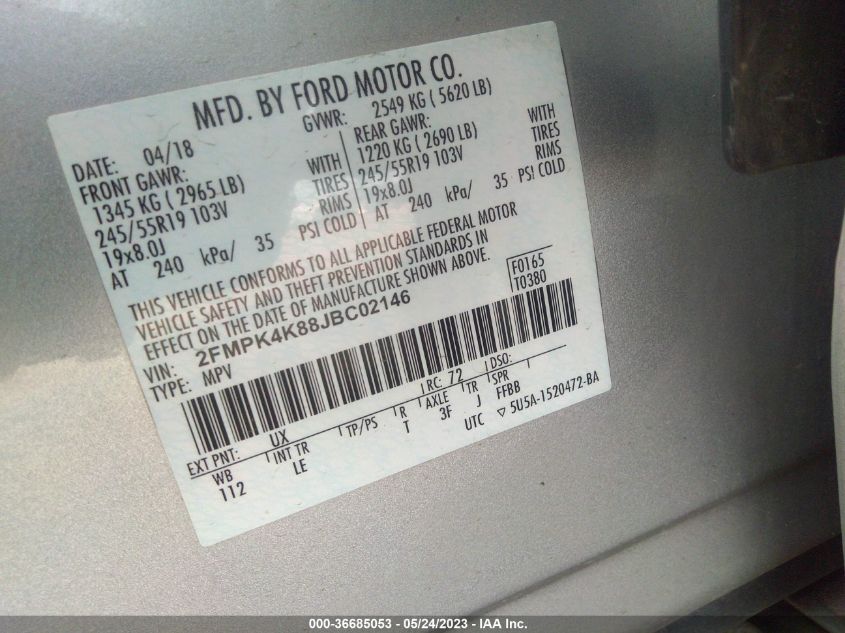 MFD. BY FORD MOTOR CO.
DATE: 04/18
GVWR: 2549 KG ( 5620 LB)
FRONT GAWR:
1345 KG ( 2965 LB)
245/55R19 103V
19x8.0J
AT 240 kPa/ 35
WITH
TIRES
RIMS
PSI COLD
REAR GAWR:
1220 KG ( 2690 LB)
245/55R19 103V
19x8.0J
AT 240 kPa/ 35
WITH
TIRES
RIMS
PSI COLD
THIS VEHICLE CONFORMS TO ALL APPLICABLE FEDERAL MOTOR
VEHICLE SAFETY AND THEFT PREVENTION STANDARDS IN
EFFECT ON THE DATE OF MANUFACTURE SHOWN ABOVE.
VIN: 2FMPK4K88JBC02146
TYPE: MPV
F0165
T0380
EXT PNT: UX
RC: 72 DSO:
WB INT TR TP/PS R AXLE TR SPR
112 LE T 3F J FFBB
UTC ▽ 5U5A-1520472-BA
000-36685053 - 05/24/2023 - IAA Inc.